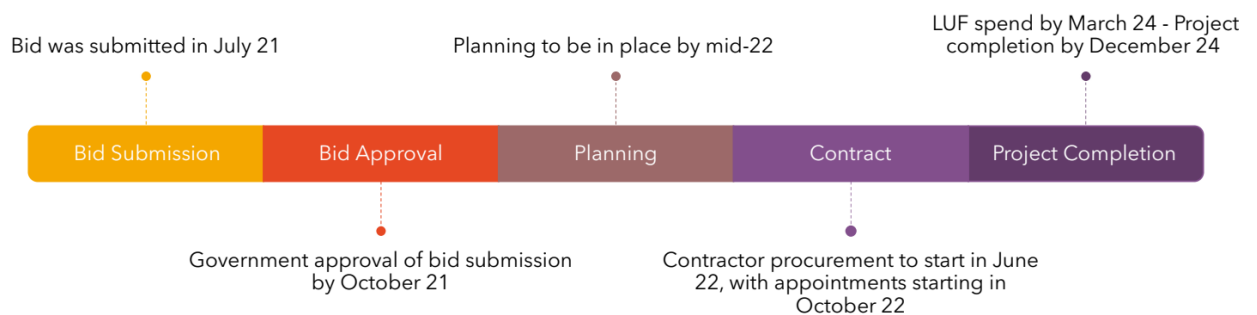 Bid was submitted in July 21
Planning to be in place by mid-22
LUF spend by March 24 - Project
completion by December 24
Bid Submission
Bid Approval
Planning
Contract
Project Completion
Government approval of bid submission
by October 21
Contractor procurement to start in June
22, with appointments starting in
October 22